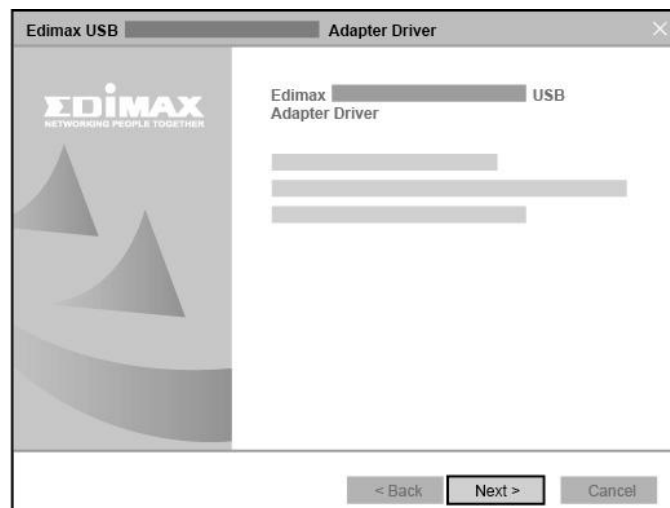 Edimax USB Adapter Driver
EDIMAX
NETWORKING PEOPLE TOGETHER
Edimax USB
Adapter Driver
< Back Next > Cancel